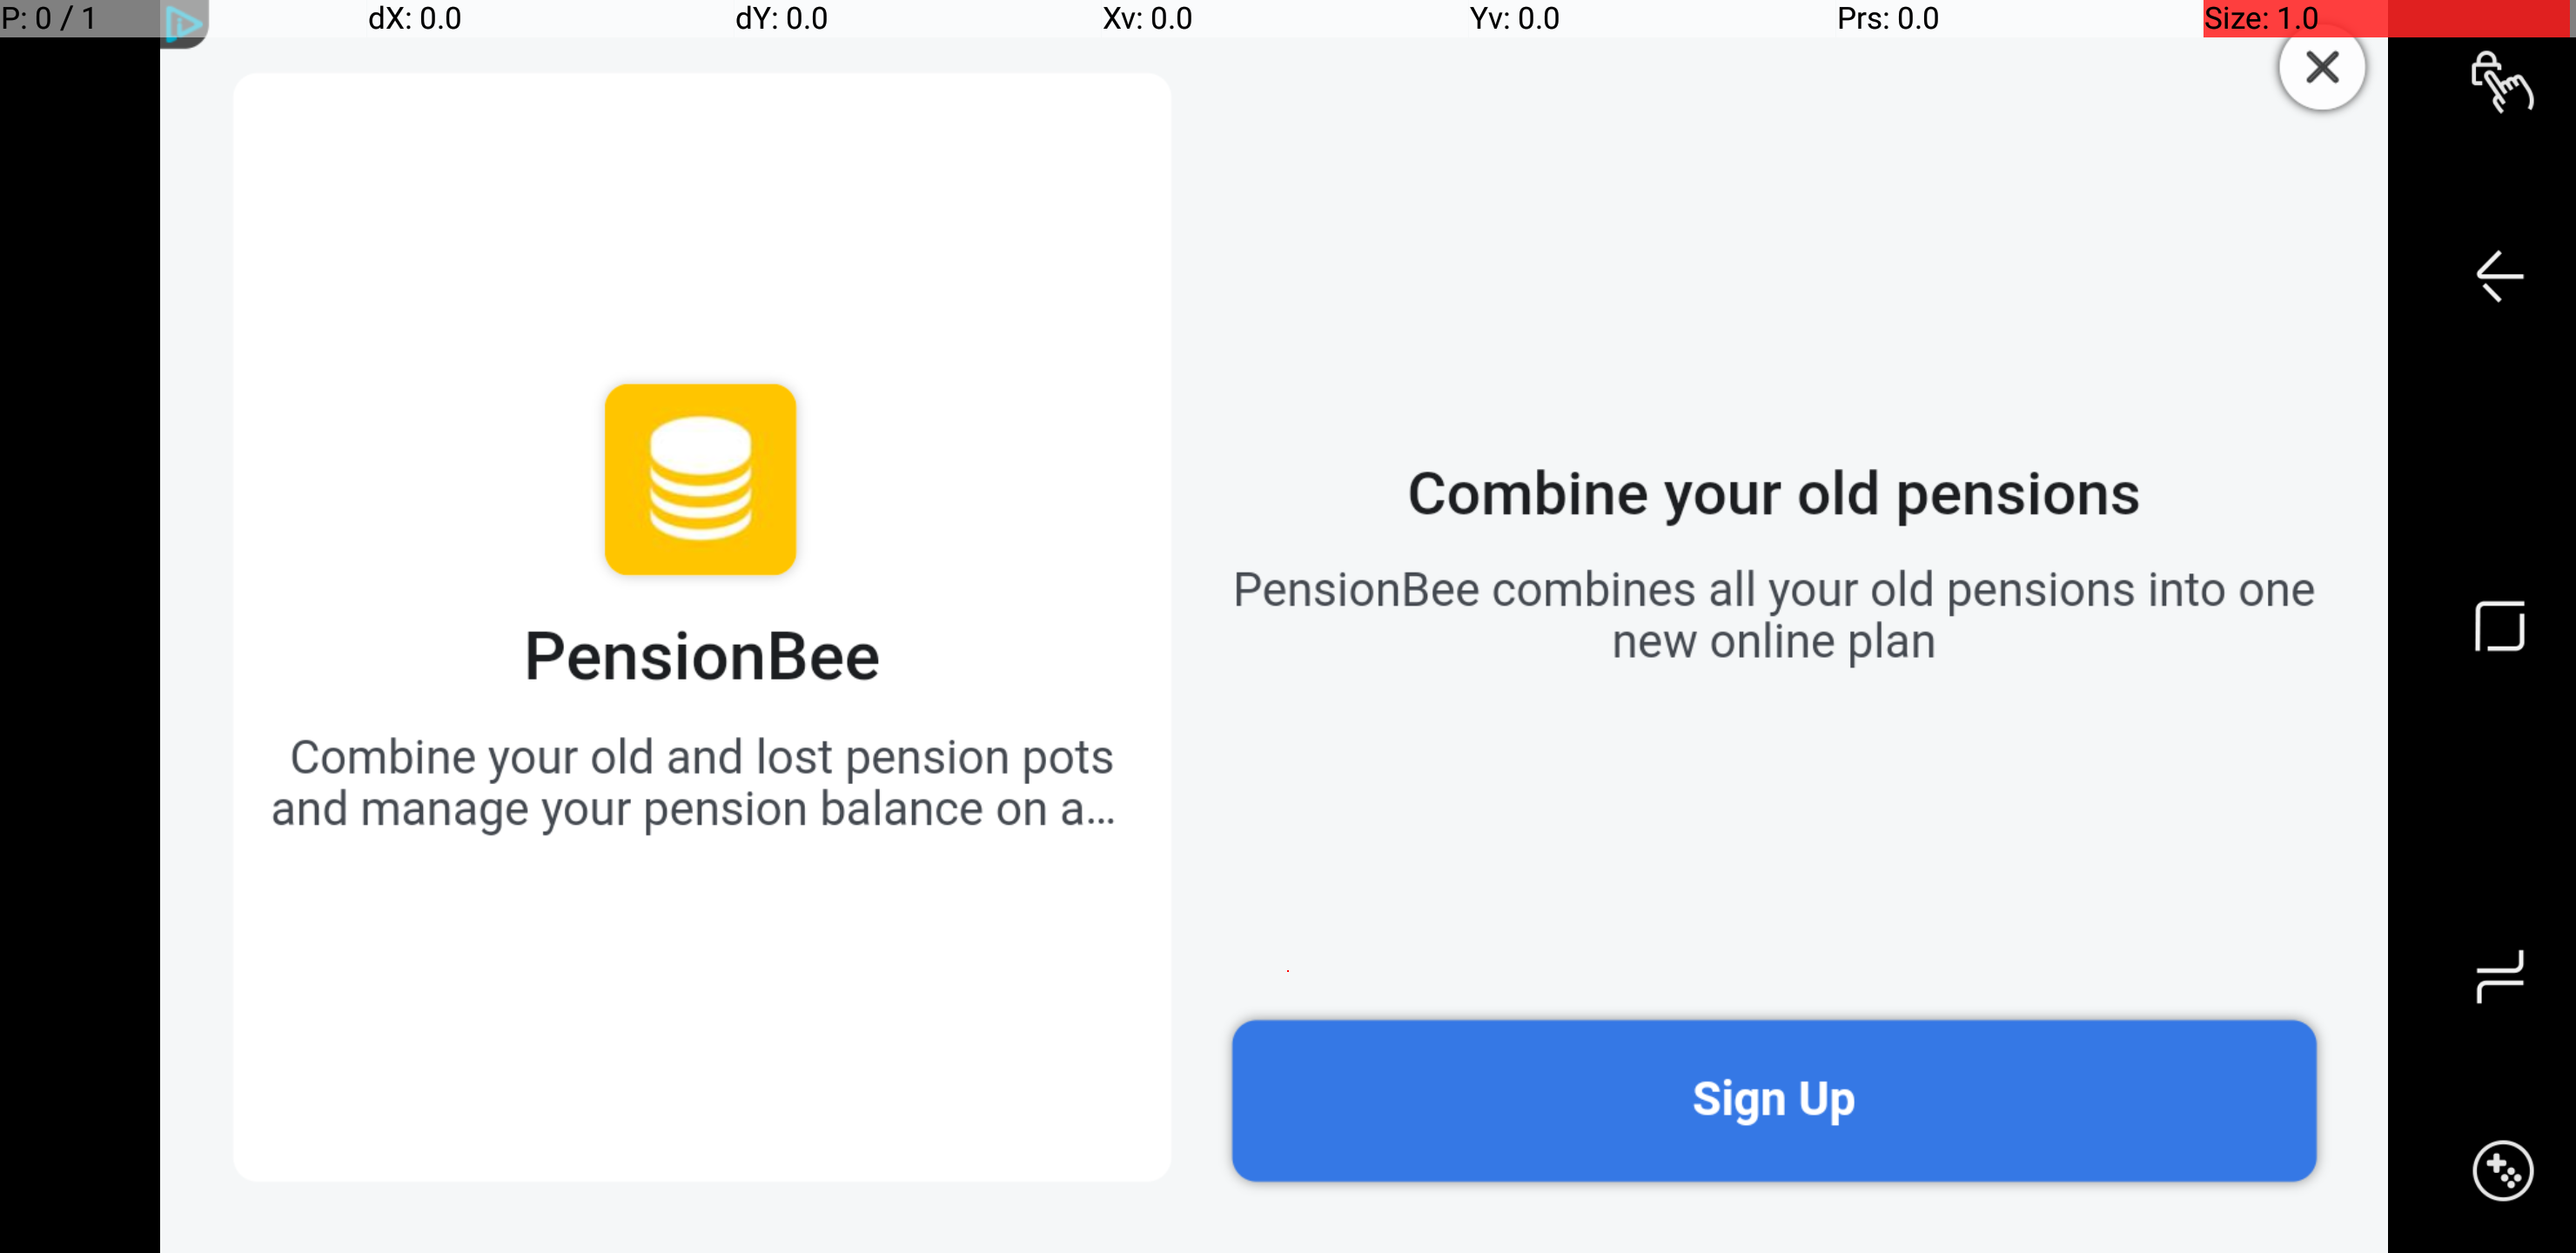 P: 0 / 1 dX: 0.0 dY: 0.0 Xv: 0.0 Yv: 0.0 Prs: 0.0 Size: 1.0
PensionBee
Combine your old and lost pension pots
and manage your pension balance on a...
Combine your old pensions
PensionBee combines all your old pensions into one
new online plan
Sign Up